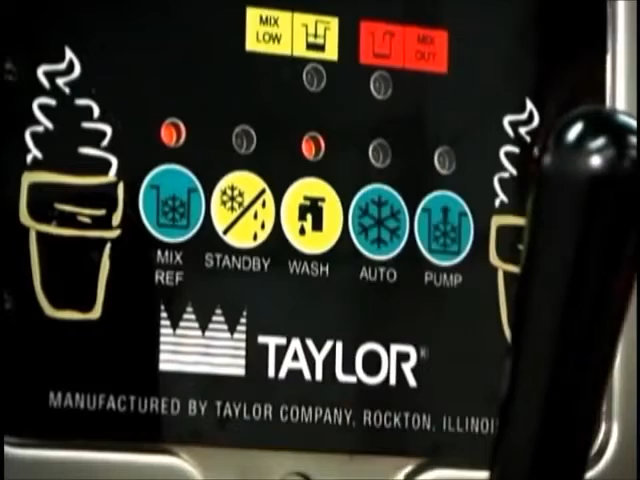 MIX LOW
MIX OUT
MIX REF
STANDBY
WASH
AUTO
PUMP
TAYLOR
MANUFACTURED BY TAYLOR COMPANY, ROCKTON, ILLINOI